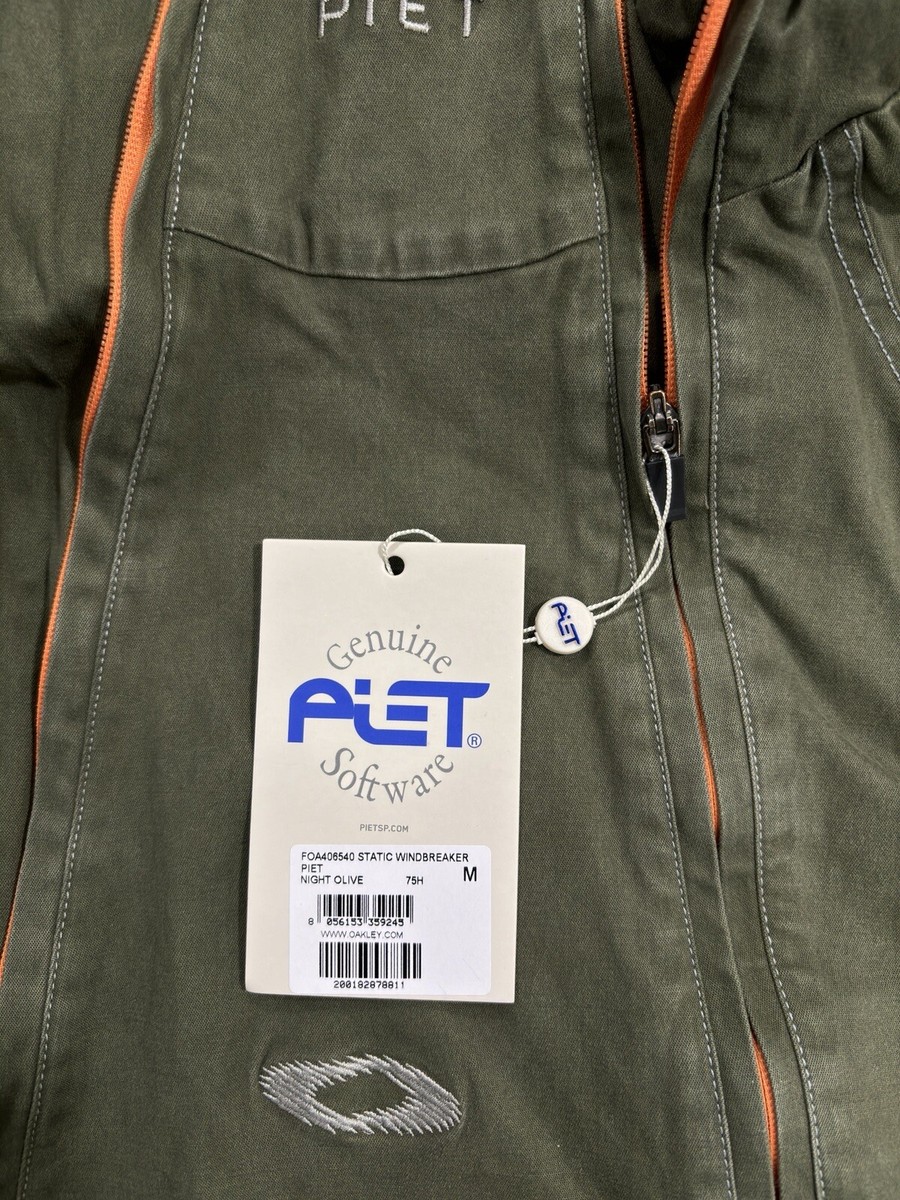 PIET
PiET
Genuine
PiET®
Software
PIETSP.COM
FOA406540 STATIC WINDBREAKER
PIET
NIGHT OLIVE 75H M
8 056153 359245
WWW.OAKLEY.COM
200182878811